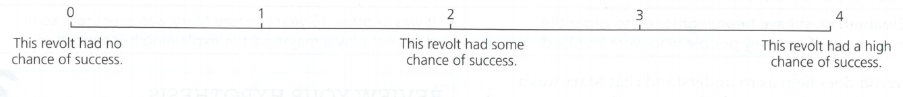 0 1 2 3 4
This revolt had no
chance of success.
This revolt had some
chance of success.
This revolt had a high
chance of success.